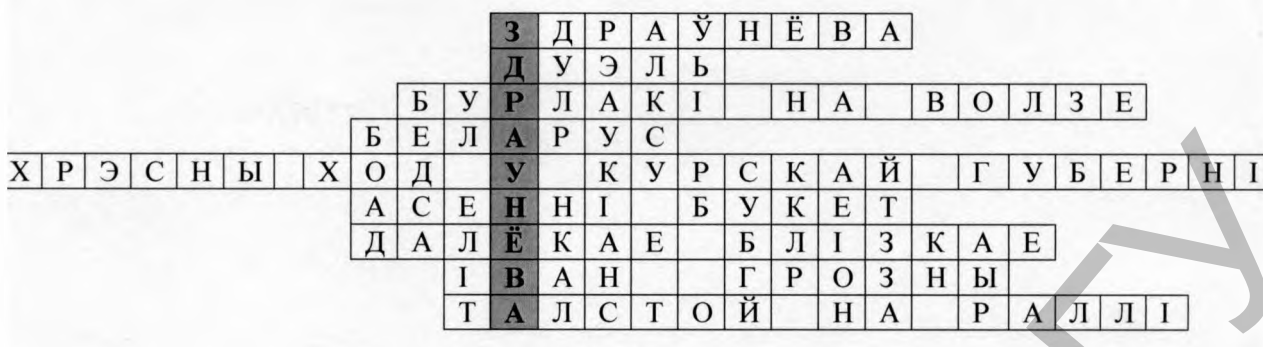 ЗДРАЎНЁВА
ДУЭЛЬ
БУРЛАКІ НА ВОЛЗЕ
БЕЛАРУС
ХРЭСНЫ ХОД У КУРСКАЙ ГУБЕРНІ
АСЕННІ БУКЕТ
ДАЛЁКАЕ БЛІЗКАЕ
ІВАН ГРОЗНЫ
ТАЛСТОЙ НА РАЛЛІ
ГУ